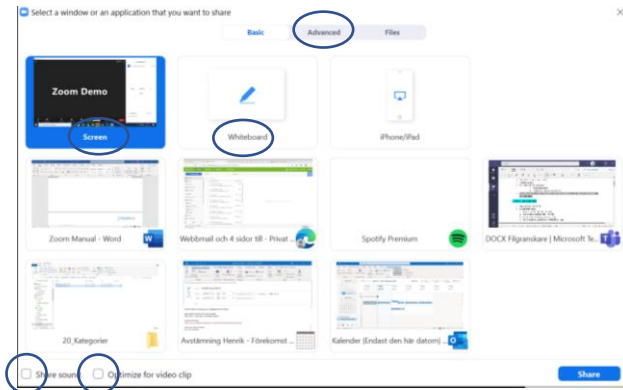 Select a window or an application that you want to share
Basic Advanced Files
Zoom Demo
Screen Whiteboard iPhone/iPad
Zoom Manual - Word Webbmail och 4 sidor till - Privat ... Spotify Premium DOCX Filgranskare | Microsoft Te...
20_Kategorier Avstämning Henrik - Förekomst ... Kalender (Endast den här datorn) ...
Share sound Optimize for video clip Share